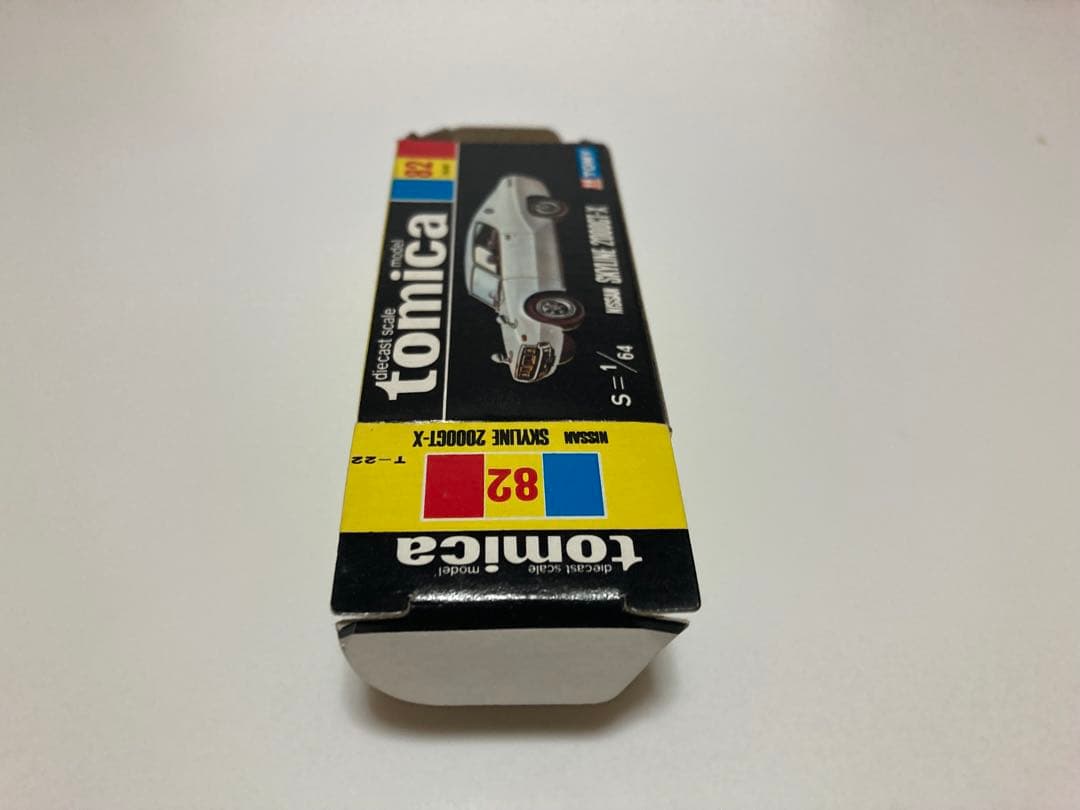 82
diecast scale model
tomica
TOMY
NISSAN SKYLINE 2000GT-X
S=1/64
NISSAN SKYLINE 2000GT-X
T-22
82
diecast scale model
tomica